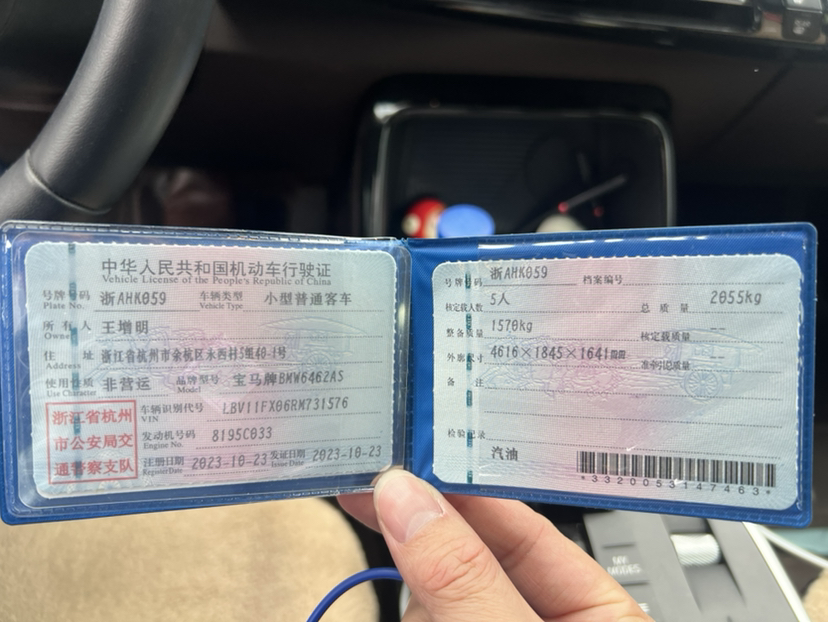 中华人民共和国机动车行驶证
Vehicle License of the People's Republic of China
号牌号码 浙AHK059 车辆类型 小型普通客车
Plate No. Vehicle Type
所有人 王增明
Owner
住址 浙江省杭州市余杭区永西村5组40-1号
Address
使用性质 非营运 品牌型号 宝马牌BMW6462AS
Use Character Model
浙江省杭州
市公安局交
通警察支队
车辆识别代号 LBV11FX06RM731576
VIN
发动机号码 8195C033
Engine No.
注册日期 2023-10-23 发证日期 2023-10-23
Register Date Issue Date
号牌号码 浙AHK059 档案编号
核定载人数 5人 总质量 2055kg
整备质量 1570kg 核定载质量 --
外廓尺寸 4616×1845×1641mm 准牵引总质量 --
备注
检验记录
汽油
*3320053147463*
MY
MODES